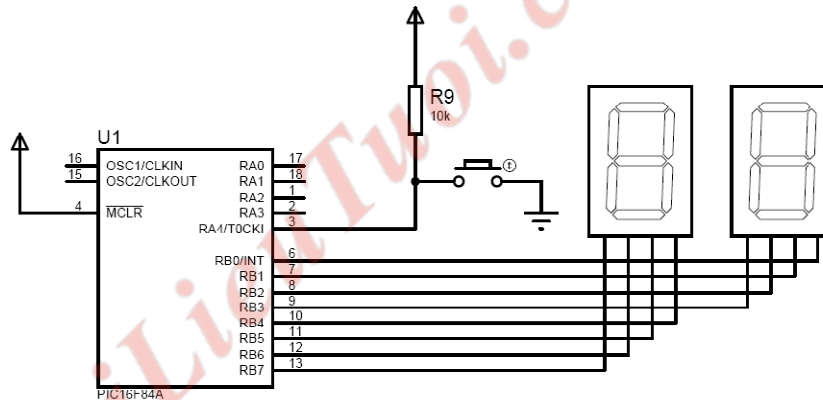 R9
10k
U1
16 OSC1/CLKIN RA0 17
15 OSC2/CLKOUT RA1 18
RA2 1
4 MCLR RA3 2
RA4/T0CKI 3
RB0/INT 6
RB1 7
RB2 8
RB3 9
RB4 10
RB5 11
RB6 12
RB7 13
PIC16F84A
iLieuTuoi.c